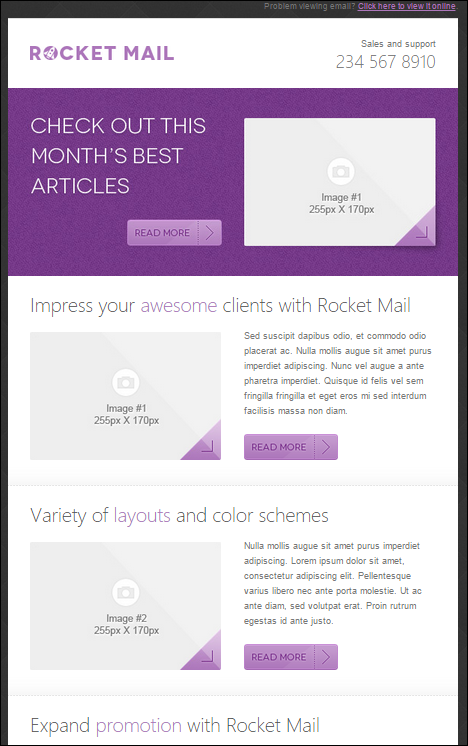 Problem viewing email? Click here to view it online.
ROCKET MAIL
Sales and support
234 567 8910
CHECK OUT THIS
MONTH'S BEST
ARTICLES
READ MORE
Image #1
255px X 170px
Impress your awesome clients with Rocket Mail
Image #1
255px X 170px
Sed suscipit dapibus odio, et commodo odio
placerat ac. Nulla mollis augue sit amet purus
imperdiet adipiscing. Nunc vel augue a ante
pharetra imperdiet. Quisque id felis vel sem
fringilla fringilla et eget eros mi sed interdum
facilisis massa non diam.
READ MORE
Variety of layouts and color schemes
Image #2
255px X 170px
Nulla mollis augue sit amet purus imperdiet
adipiscing. Lorem ipsum dolor sit amet,
consectetur adipiscing elit. Pellentesque
varius libero nec ante porta molestie. Ut ac
ante diam, sed volutpat erat. Proin rutrum
egestas id ante justo.
READ MORE
Expand promotion with Rocket Mail